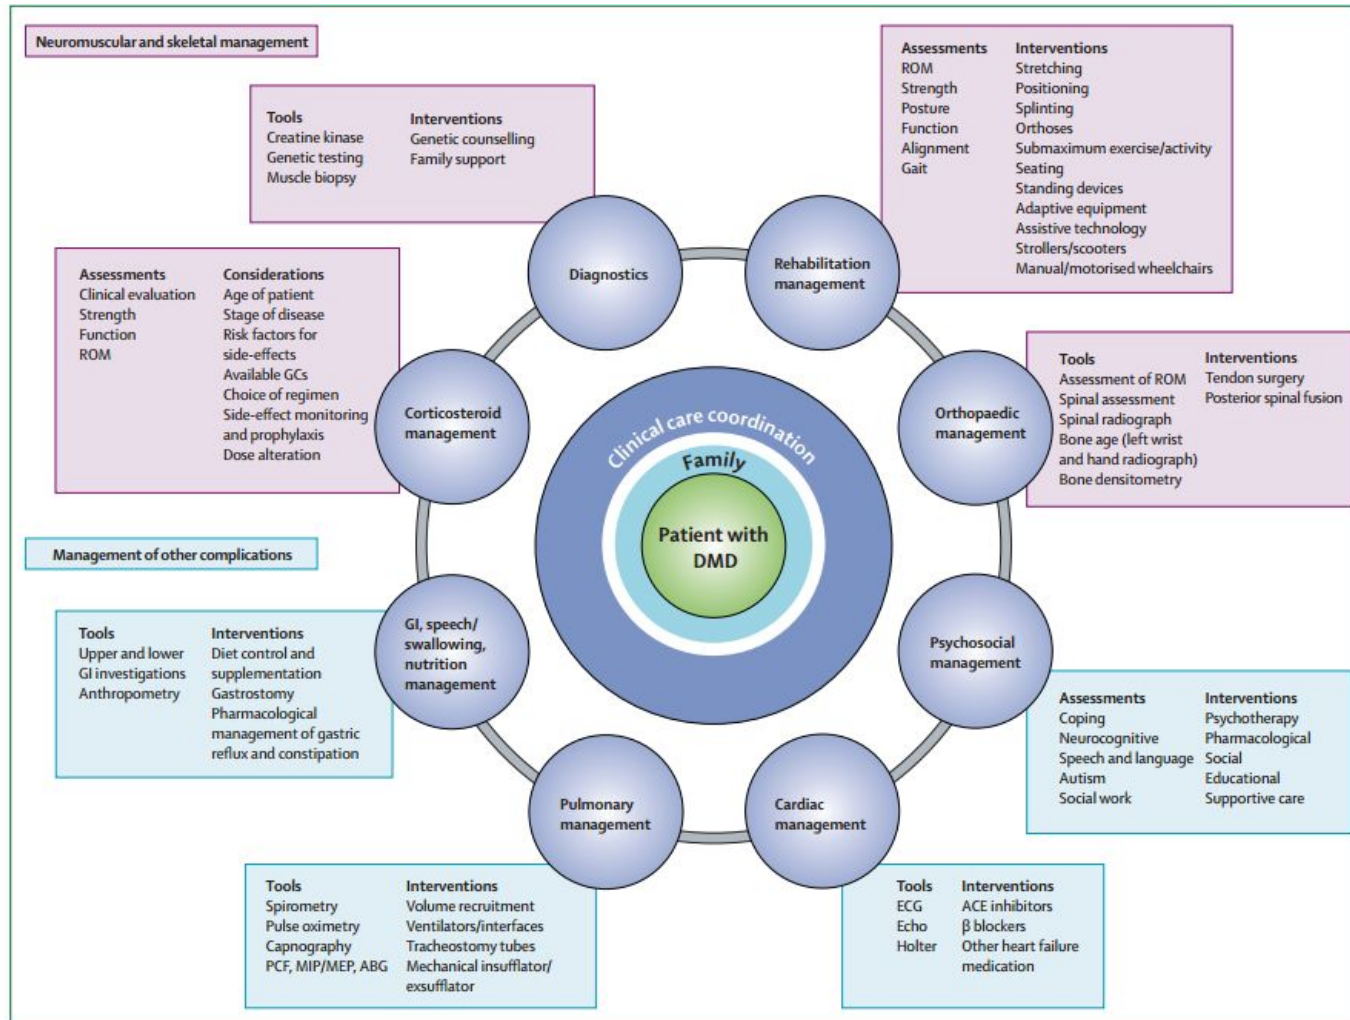 Neuromuscular and skeletal management
Tools
Creatine kinase
Genetic testing
Muscle biopsy
Interventions
Genetic counselling
Family support
Diagnostics
Assessments
ROM
Strength
Posture
Function
Alignment
Gait
Interventions
Stretching
Positioning
Splinting
Orthoses
Submaximum exercise/activity
Seating
Standing devices
Adaptive equipment
Assistive technology
Strollers/scooters
Manual/motorised wheelchairs
Rehabilitation
management
Assessments
Clinical evaluation
Strength
Function
ROM
Considerations
Age of patient
Stage of disease
Risk factors for
side-effects
Available GCs
Choice of regimen
Side-effect monitoring
and prophylaxis
Dose alteration
Corticosteroid
management
Tools
Assessment of ROM
Spinal assessment
Spinal radiograph
Bone age (left wrist
and hand radiograph)
Bone densitometry
Interventions
Tendon surgery
Posterior spinal fusion
Orthopaedic
management
Clinical care coordination
Family
Patient with
DMD
Management of other complications
Tools
Upper and lower
GI investigations
Anthropometry
Interventions
Diet control and
supplementation
Gastrostomy
Pharmacological
management of gastric
reflux and constipation
GI, speech/
swallowing,
nutrition
management
Psychosocial
management
Assessments
Coping
Neurocognitive
Speech and language
Autism
Social work
Interventions
Psychotherapy
Pharmacological
Social
Educational
Supportive care
Pulmonary
management
Tools
Spirometry
Pulse oximetry
Capnography
PCF, MIP/MEP, ABG
Interventions
Volume recruitment
Ventilators/interfaces
Tracheostomy tubes
Mechanical insufflator/
exsufflator
Cardiac
management
Tools
ECG
Echo
Holter
Interventions
ACE inhibitors
β blockers
Other heart failure
medication